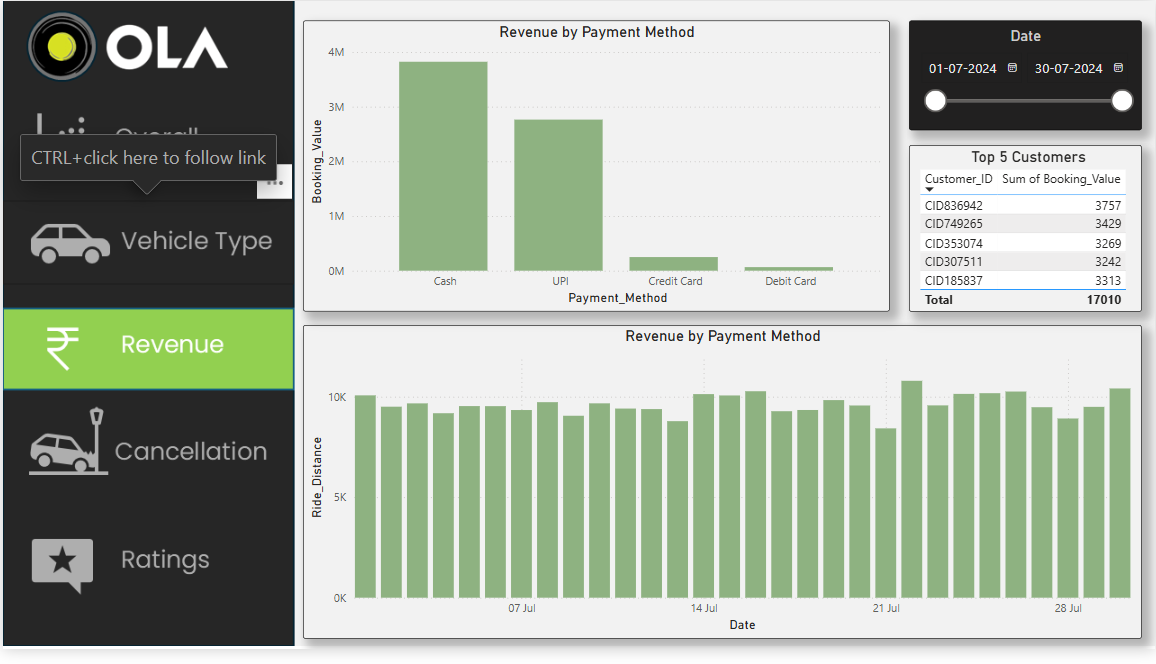 OLA
Overall
CTRL+click here to follow link
...
Vehicle Type
₹ Revenue
Cancellation
Ratings
Revenue by Payment Method
Booking_Value
4M
3M
2M
1M
0M
Cash UPI Credit Card Debit Card
Payment_Method
Date
01-07-2024 30-07-2024
Top 5 Customers
Customer_ID Sum of Booking_Value
CID836942 3757
CID749265 3429
CID353074 3269
CID307511 3242
CID185837 3313
Total 17010
Revenue by Payment Method
Ride_Distance
10K
5K
0K
07 Jul 14 Jul 21 Jul 28 Jul
Date